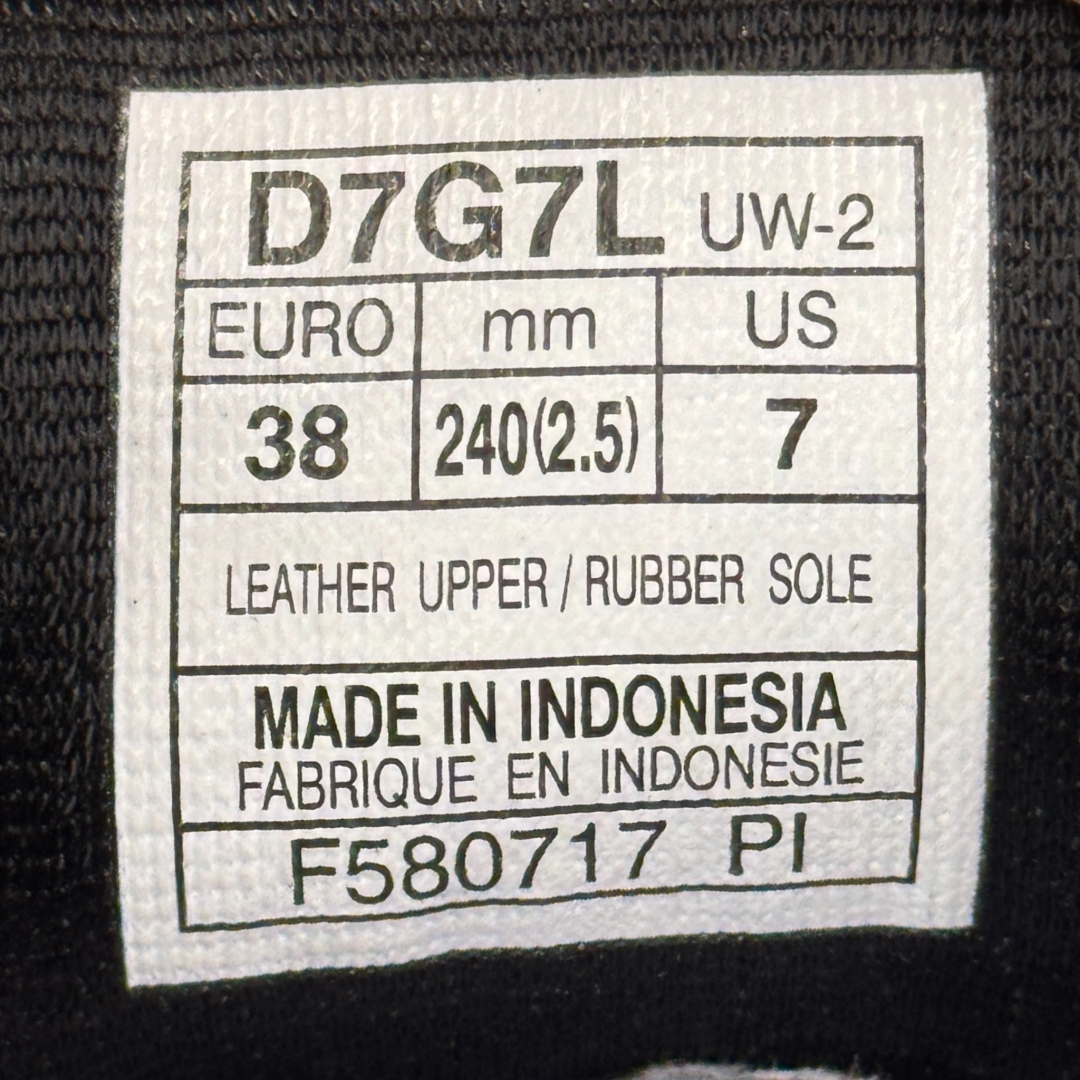 D7G7L UW-2
EURO mm US
38 240(2.5) 7
LEATHER UPPER / RUBBER SOLE
MADE IN INDONESIA
FABRIQUE EN INDONESIE
F580717 PI